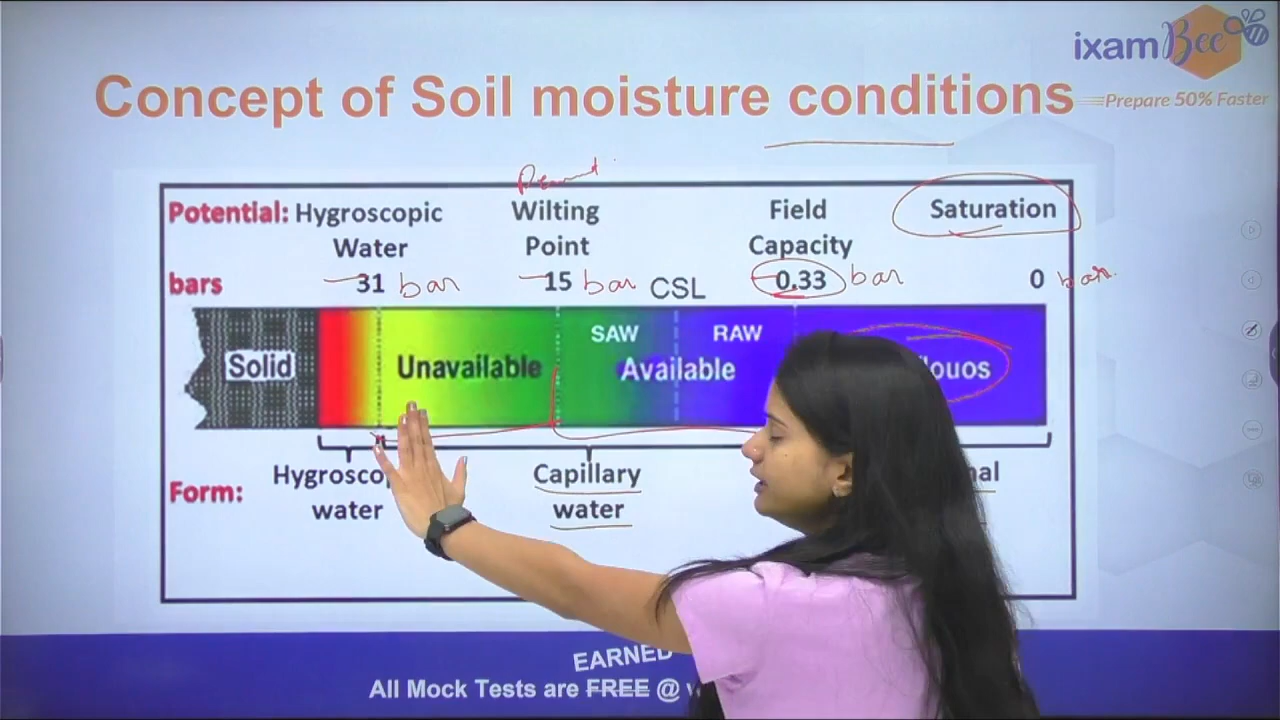 ixamBee
Prepare 50% Faster
Concept of Soil moisture conditions
Potential: Hygroscopic Water
Wilting Point
Field Capacity
Saturation
bars
-31 bar
-15 bar
CSL
-0.33 bar
0 bar
Solid
Unavailable
SAW
RAW
Available
Form:
Hygrosco
water
Capillary
water
EARNED
All Mock Tests are FREE @